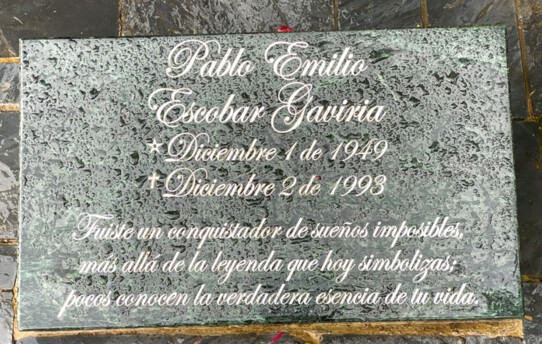 Pablo Emilio
Escobar Gaviria
★ Diciembre 1 de 1949
✝ Diciembre 2 de 1993
Fuiste un conquistador de sueños imposibles,
más allá de la leyenda que hoy simbolizas;
pocos conocen la verdadera esencia de tu vida.